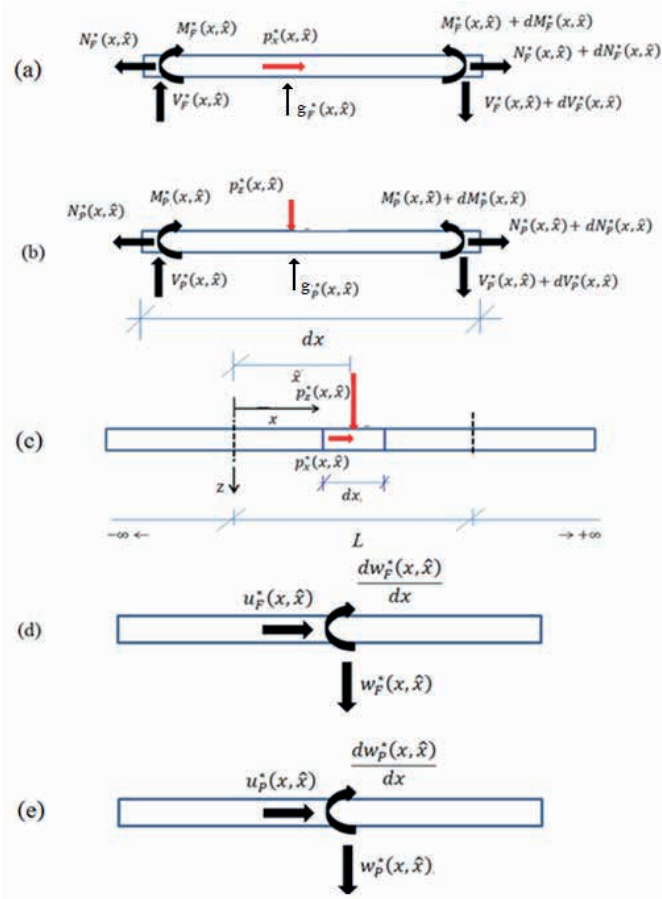 M*_F(x,x̂) p*_x(x,x̂) M*_F(x,x̂) + dM*_F(x,x̂)
N*_F(x,x̂) N*_F(x,x̂) + dN*_F(x,x̂)
(a)
V*_F(x,x̂) g*_F(x,x̂) V*_F(x,x̂) + dV*_F(x,x̂)
M*_P(x,x̂) p*_z(x,x̂) M*_P(x,x̂) + dM*_P(x,x̂)
N*_P(x,x̂) N*_P(x,x̂) + dN*_P(x,x̂)
(b)
V*_P(x,x̂) g*_P(x,x̂) V*_P(x,x̂) + dV*_P(x,x̂)
dx
x̂
p*_z(x,x̂)
x
(c)
p*_x(x,x̂)
z
dx
−∞ ← L → +∞
dw*_F(x,x̂)
dx
u*_F(x,x̂)
(d)
w*_F(x,x̂)
dw*_P(x,x̂)
dx
u*_P(x,x̂)
(e)
w*_P(x,x̂)